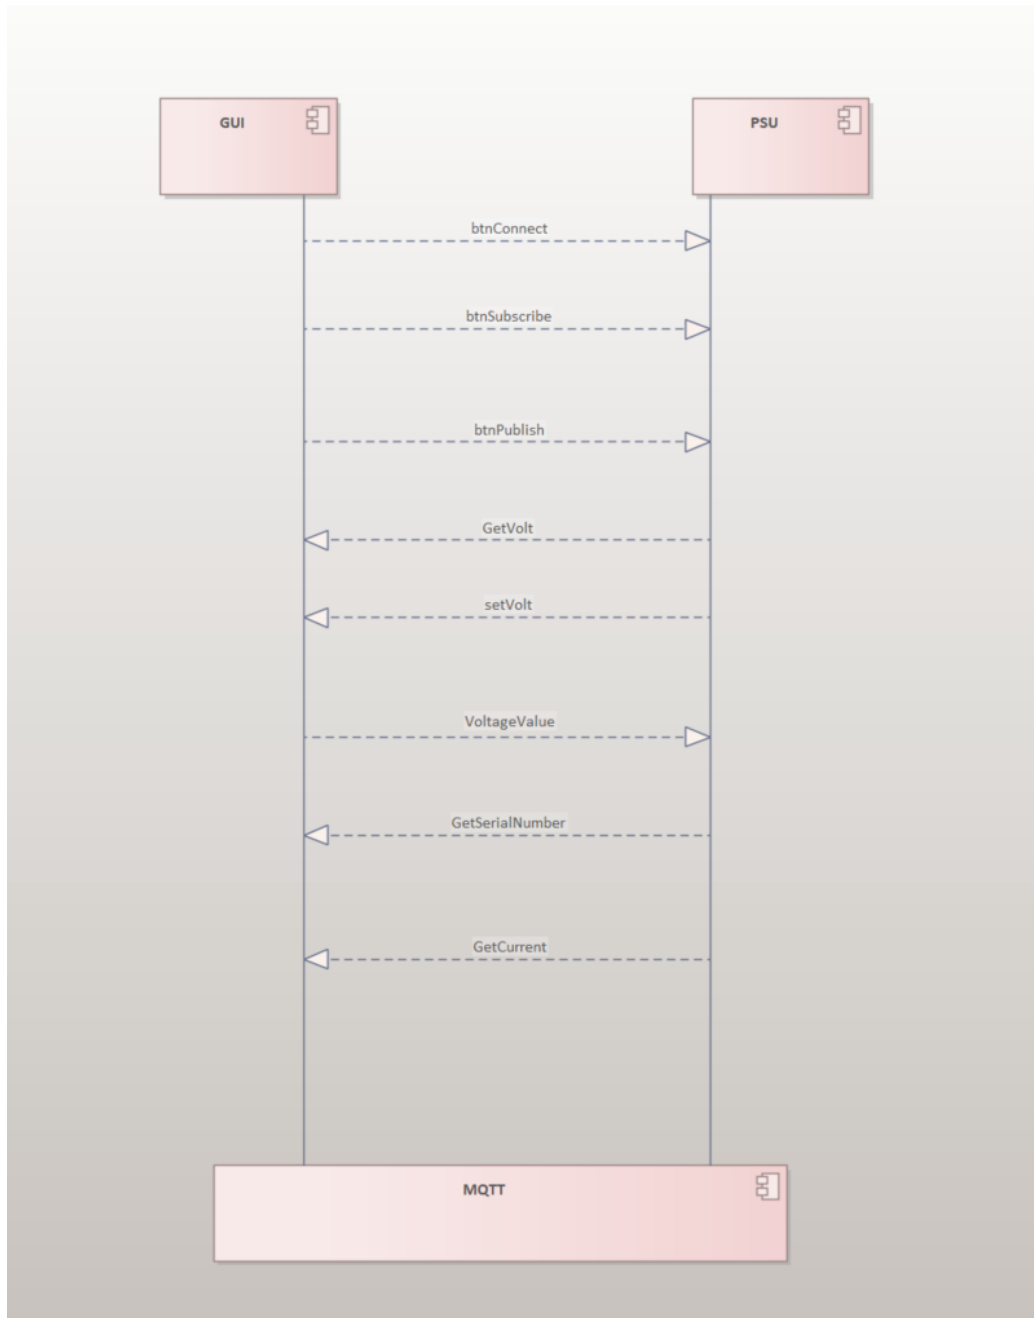 GUI
PSU
btnConnect
btnSubscribe
btnPublish
GetVolt
setVolt
VoltageValue
GetSerialNumber
GetCurrent
MQTT